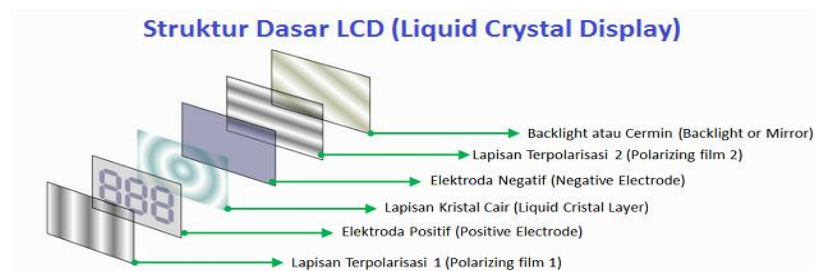 Struktur Dasar LCD (Liquid Crystal Display)
888
Backlight atau Cermin (Backlight or Mirror)
Lapisan Terpolarisasi 2 (Polarizing film 2)
Elektroda Negatif (Negative Electrode)
Lapisan Kristal Cair (Liquid Cristal Layer)
Elektroda Positif (Positive Electrode)
Lapisan Terpolarisasi 1 (Polarizing film 1)